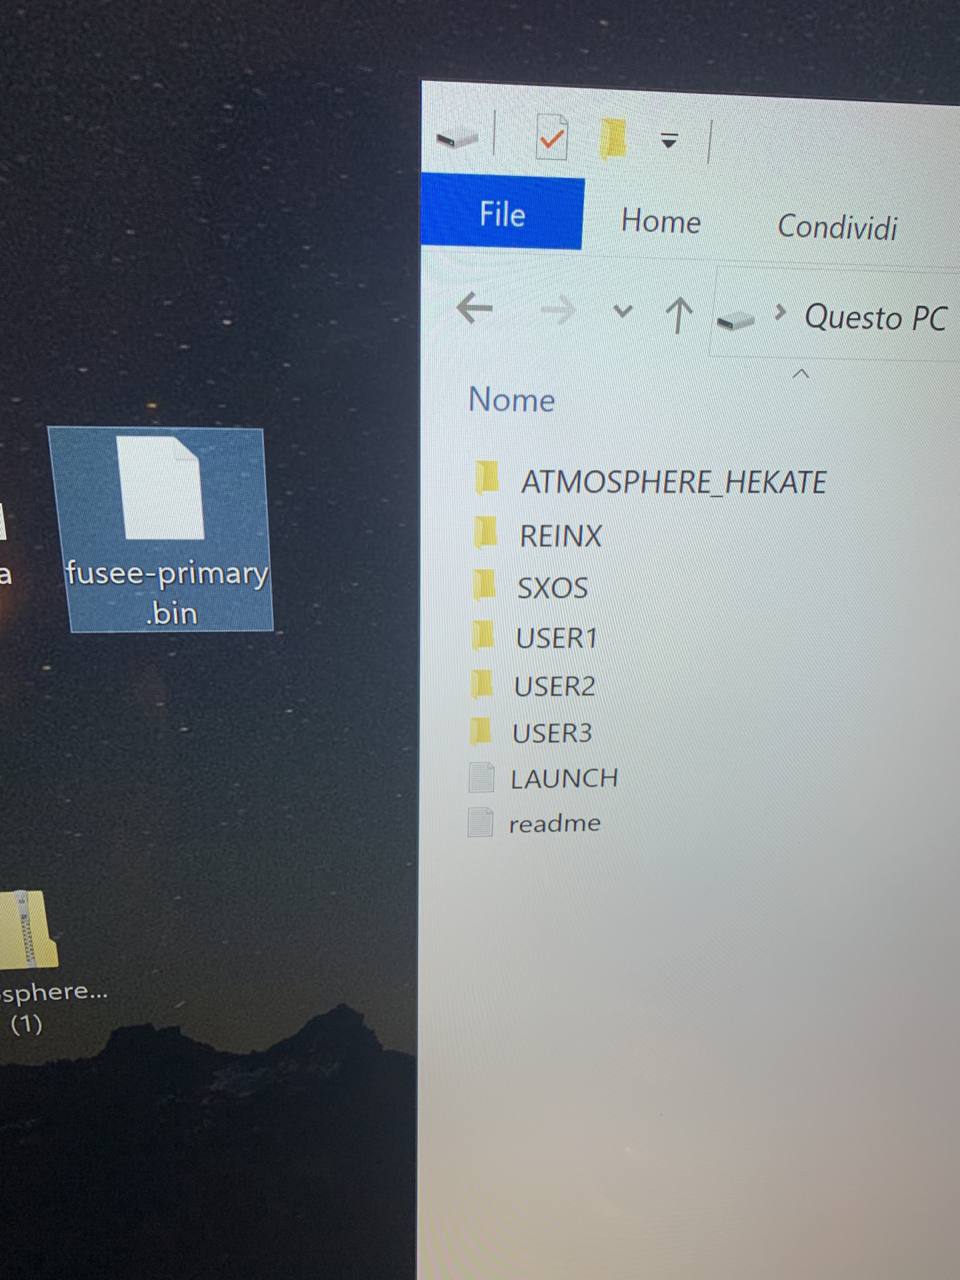 File
Home
Condividi
Questo PC
Nome
ATMOSPHERE_HEKATE
REINX
SXOS
USER1
USER2
USER3
LAUNCH
readme
a
fusee-primary
.bin
sphere...
(1)